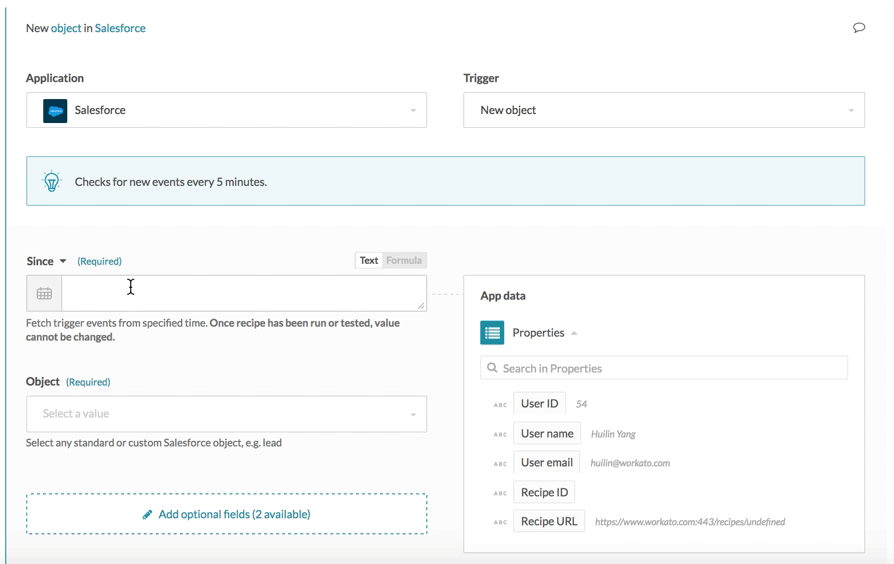 New object in Salesforce
Application
Trigger
Salesforce
New object
Checks for new events every 5 minutes.
Since (Required)
Text Formula
Fetch trigger events from specified time. Once recipe has been run or tested, value
cannot be changed.
Object (Required)
Select a value
Select any standard or custom Salesforce object, e.g. lead
Add optional fields (2 available)
App data
Properties
Search in Properties
ABC User ID 54
ABC User name Huilin Yang
ABC User email huilin@workato.com
ABC Recipe ID
ABC Recipe URL https://www.workato.com:443/recipes/undefined